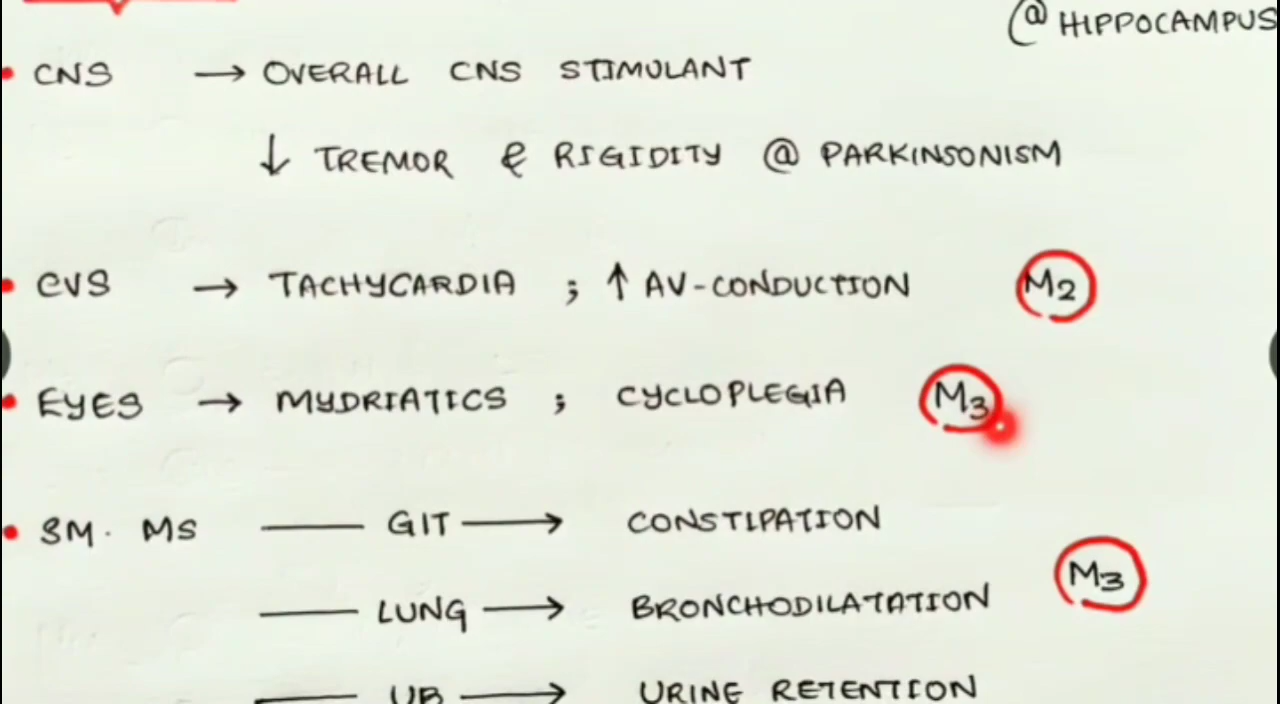 @ HIPPOCAMPUS
• CNS → OVERALL CNS STIMULANT
↓ TREMOR & RIGIDITY @ PARKINSONISM
• CVS → TACHYCARDIA ; ↑ AV-CONDUCTION M2
• EYES → MYDRIATICS ; CYCLOPLEGIA M3
• SM. MS — GIT → CONSTIPATION
— LUNG → BRONCHODILATATION M3
— UB → URINE RETENTION